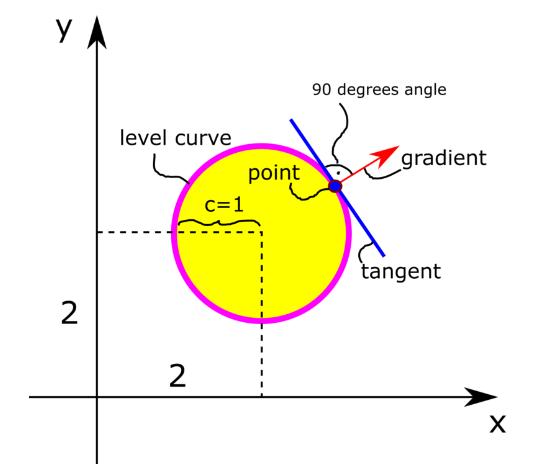 y
90 degrees angle
level curve
gradient
point
c=1
tangent
2
2
x